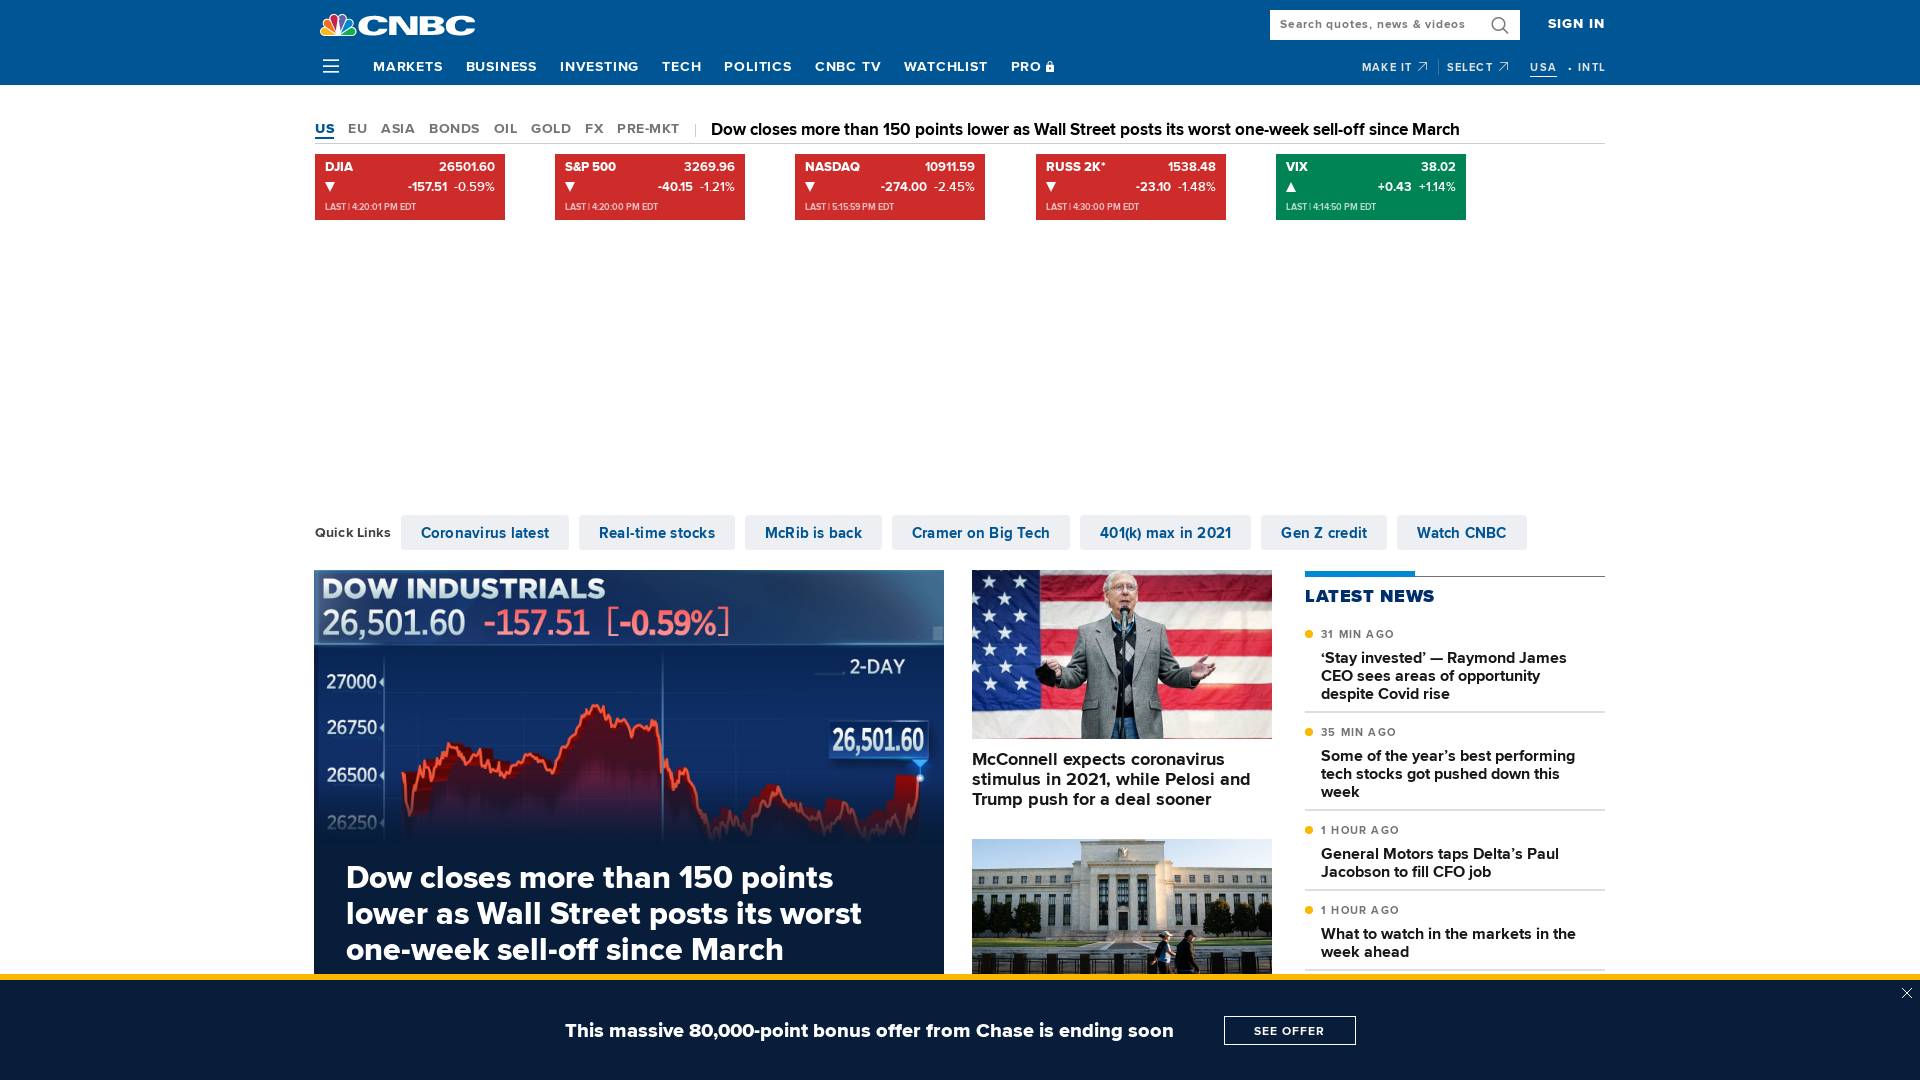 CNBC
Search quotes, news & videos
SIGN IN
MARKETS BUSINESS INVESTING TECH POLITICS CNBC TV WATCHLIST PRO
MAKE IT SELECT USA • INTL
US EU ASIA BONDS OIL GOLD FX PRE-MKT
Dow closes more than 150 points lower as Wall Street posts its worst one-week sell-off since March
DJIA 26501.60
-157.51 -0.59%
LAST | 4:20:01 PM EDT
S&P 500 3269.96
-40.15 -1.21%
LAST | 4:20:00 PM EDT
NASDAQ 10911.59
-274.00 -2.45%
LAST | 5:15:59 PM EDT
RUSS 2K* 1538.48
-23.10 -1.48%
LAST | 4:30:00 PM EDT
VIX 38.02
+0.43 +1.14%
LAST | 4:14:50 PM EDT
Quick Links Coronavirus latest Real-time stocks McRib is back Cramer on Big Tech 401(k) max in 2021 Gen Z credit Watch CNBC
DOW INDUSTRIALS
26,501.60 -157.51 [-0.59%]
2-DAY
27000
26750
26,501.60
26500
26250
Dow closes more than 150 points
lower as Wall Street posts its worst
one-week sell-off since March
McConnell expects coronavirus
stimulus in 2021, while Pelosi and
Trump push for a deal sooner
LATEST NEWS
31 MIN AGO
‘Stay invested’ — Raymond James
CEO sees areas of opportunity
despite Covid rise
35 MIN AGO
Some of the year’s best performing
tech stocks got pushed down this
week
1 HOUR AGO
General Motors taps Delta’s Paul
Jacobson to fill CFO job
1 HOUR AGO
What to watch in the markets in the
week ahead
This massive 80,000-point bonus offer from Chase is ending soon
SEE OFFER